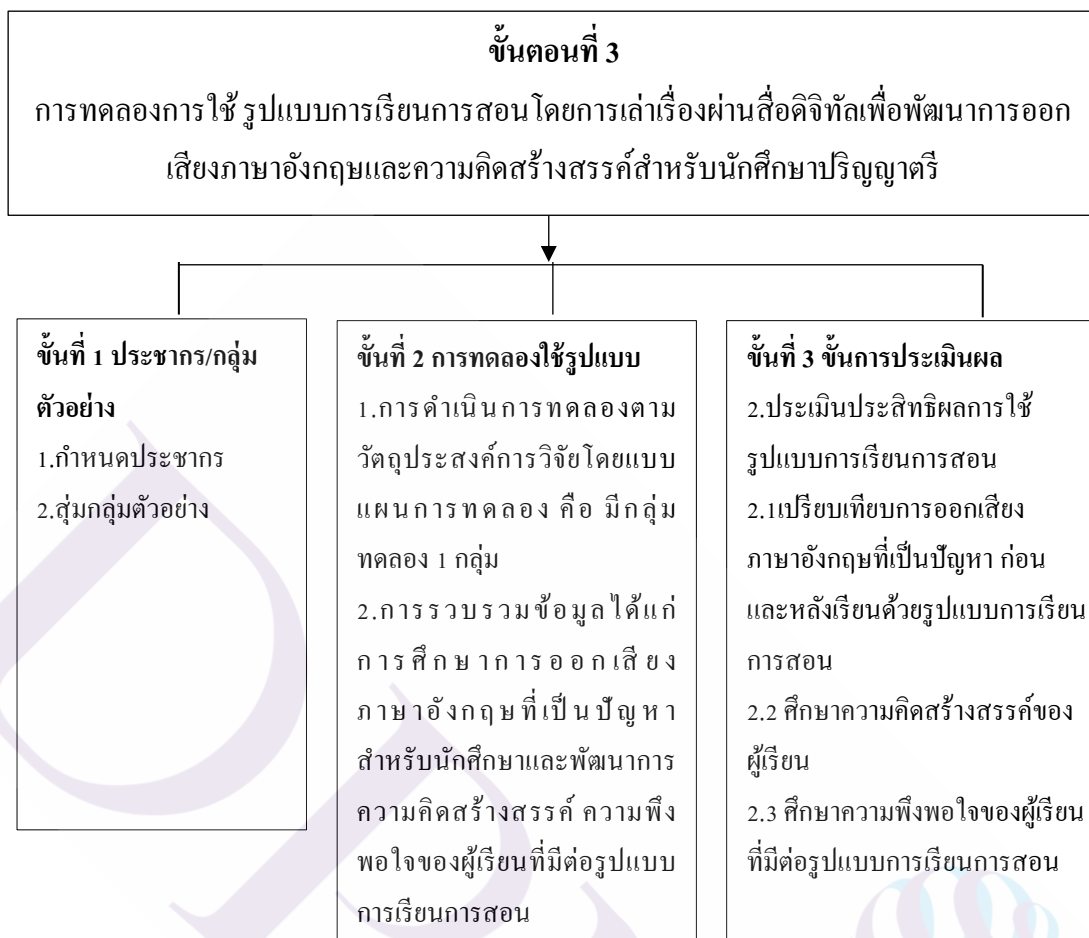 ขั้นตอนที่ 3
การทดลองการใช้ รูปแบบการเรียนการสอนโดยการเล่าเรื่องผ่านสื่อดิจิทัลเพื่อพัฒนาการออก
เสียงภาษาอังกฤษและความคิดสร้างสรรค์สำหรับนักศึกษาปริญญาตรี
ขั้นที่ 1 ประชากร/กลุ่ม
ตัวอย่าง
1.กำหนดประชากร
2.สุ่มกลุ่มตัวอย่าง
ขั้นที่ 2 การทดลองใช้รูปแบบ
1.การดำเนินการทดลองตาม
วัตถุประสงค์การวิจัยโดยแบบ
แผนการทดลอง คือ มีกลุ่ม
ทดลอง 1 กลุ่ม
2.การรวบรวมข้อมูลได้แก่
การศึกษาการออกเสียง
ภาษาอังกฤษที่เป็นปัญหา
สำหรับนักศึกษาและพัฒนาการ
ความคิดสร้างสรรค์ ความพึง
พอใจของผู้เรียนที่มีต่อรูปแบบ
การเรียนการสอน
ขั้นที่ 3 ขั้นการประเมินผล
2.ประเมินประสิทธิผลการใช้
รูปแบบการเรียนการสอน
2.1เปรียบเทียบการออกเสียง
ภาษาอังกฤษที่เป็นปัญหา ก่อน
และหลังเรียนด้วยรูปแบบการเรียน
การสอน
2.2 ศึกษาความคิดสร้างสรรค์ของ
ผู้เรียน
2.3 ศึกษาความพึงพอใจของผู้เรียน
ที่มีต่อรูปแบบการเรียนการสอน